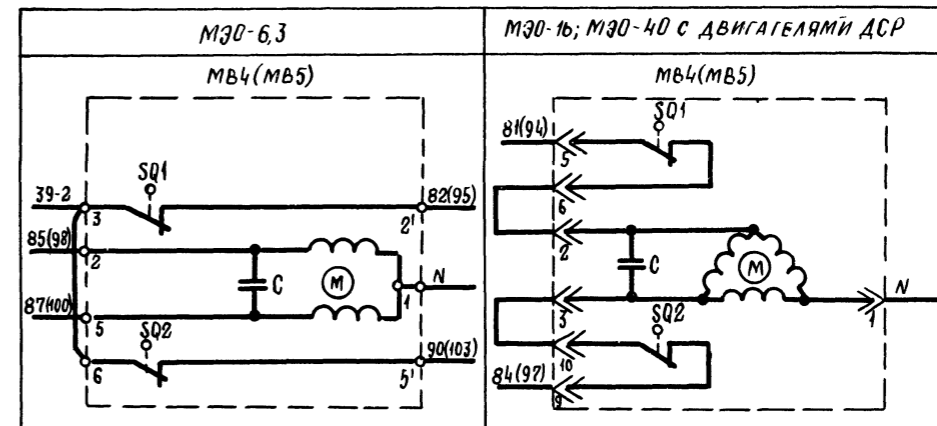 МЭО-6,3
МЭО-16; МЭО-40 С ДВИГАТЕЛЯМИ ДСР
МВ4(МВ5)
SQ1
39-2
3
82(95)
2'
85(98)
2
C
М
1
N
87(100)
5
SQ2
6
90(103)
5'
МВ4(МВ5)
81(94)
5
SQ1
6
2
C
М
3
N
1
SQ2
10
84(97)
9